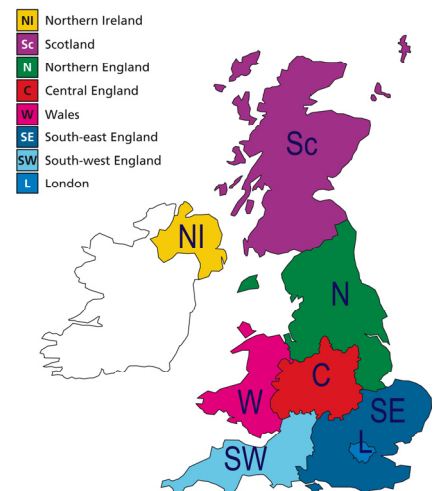 NI Northern Ireland
Sc Scotland
N Northern England
C Central England
W Wales
SE South-east England
SW South-west England
L London
Sc
NI
N
C
W
SE
L
SW